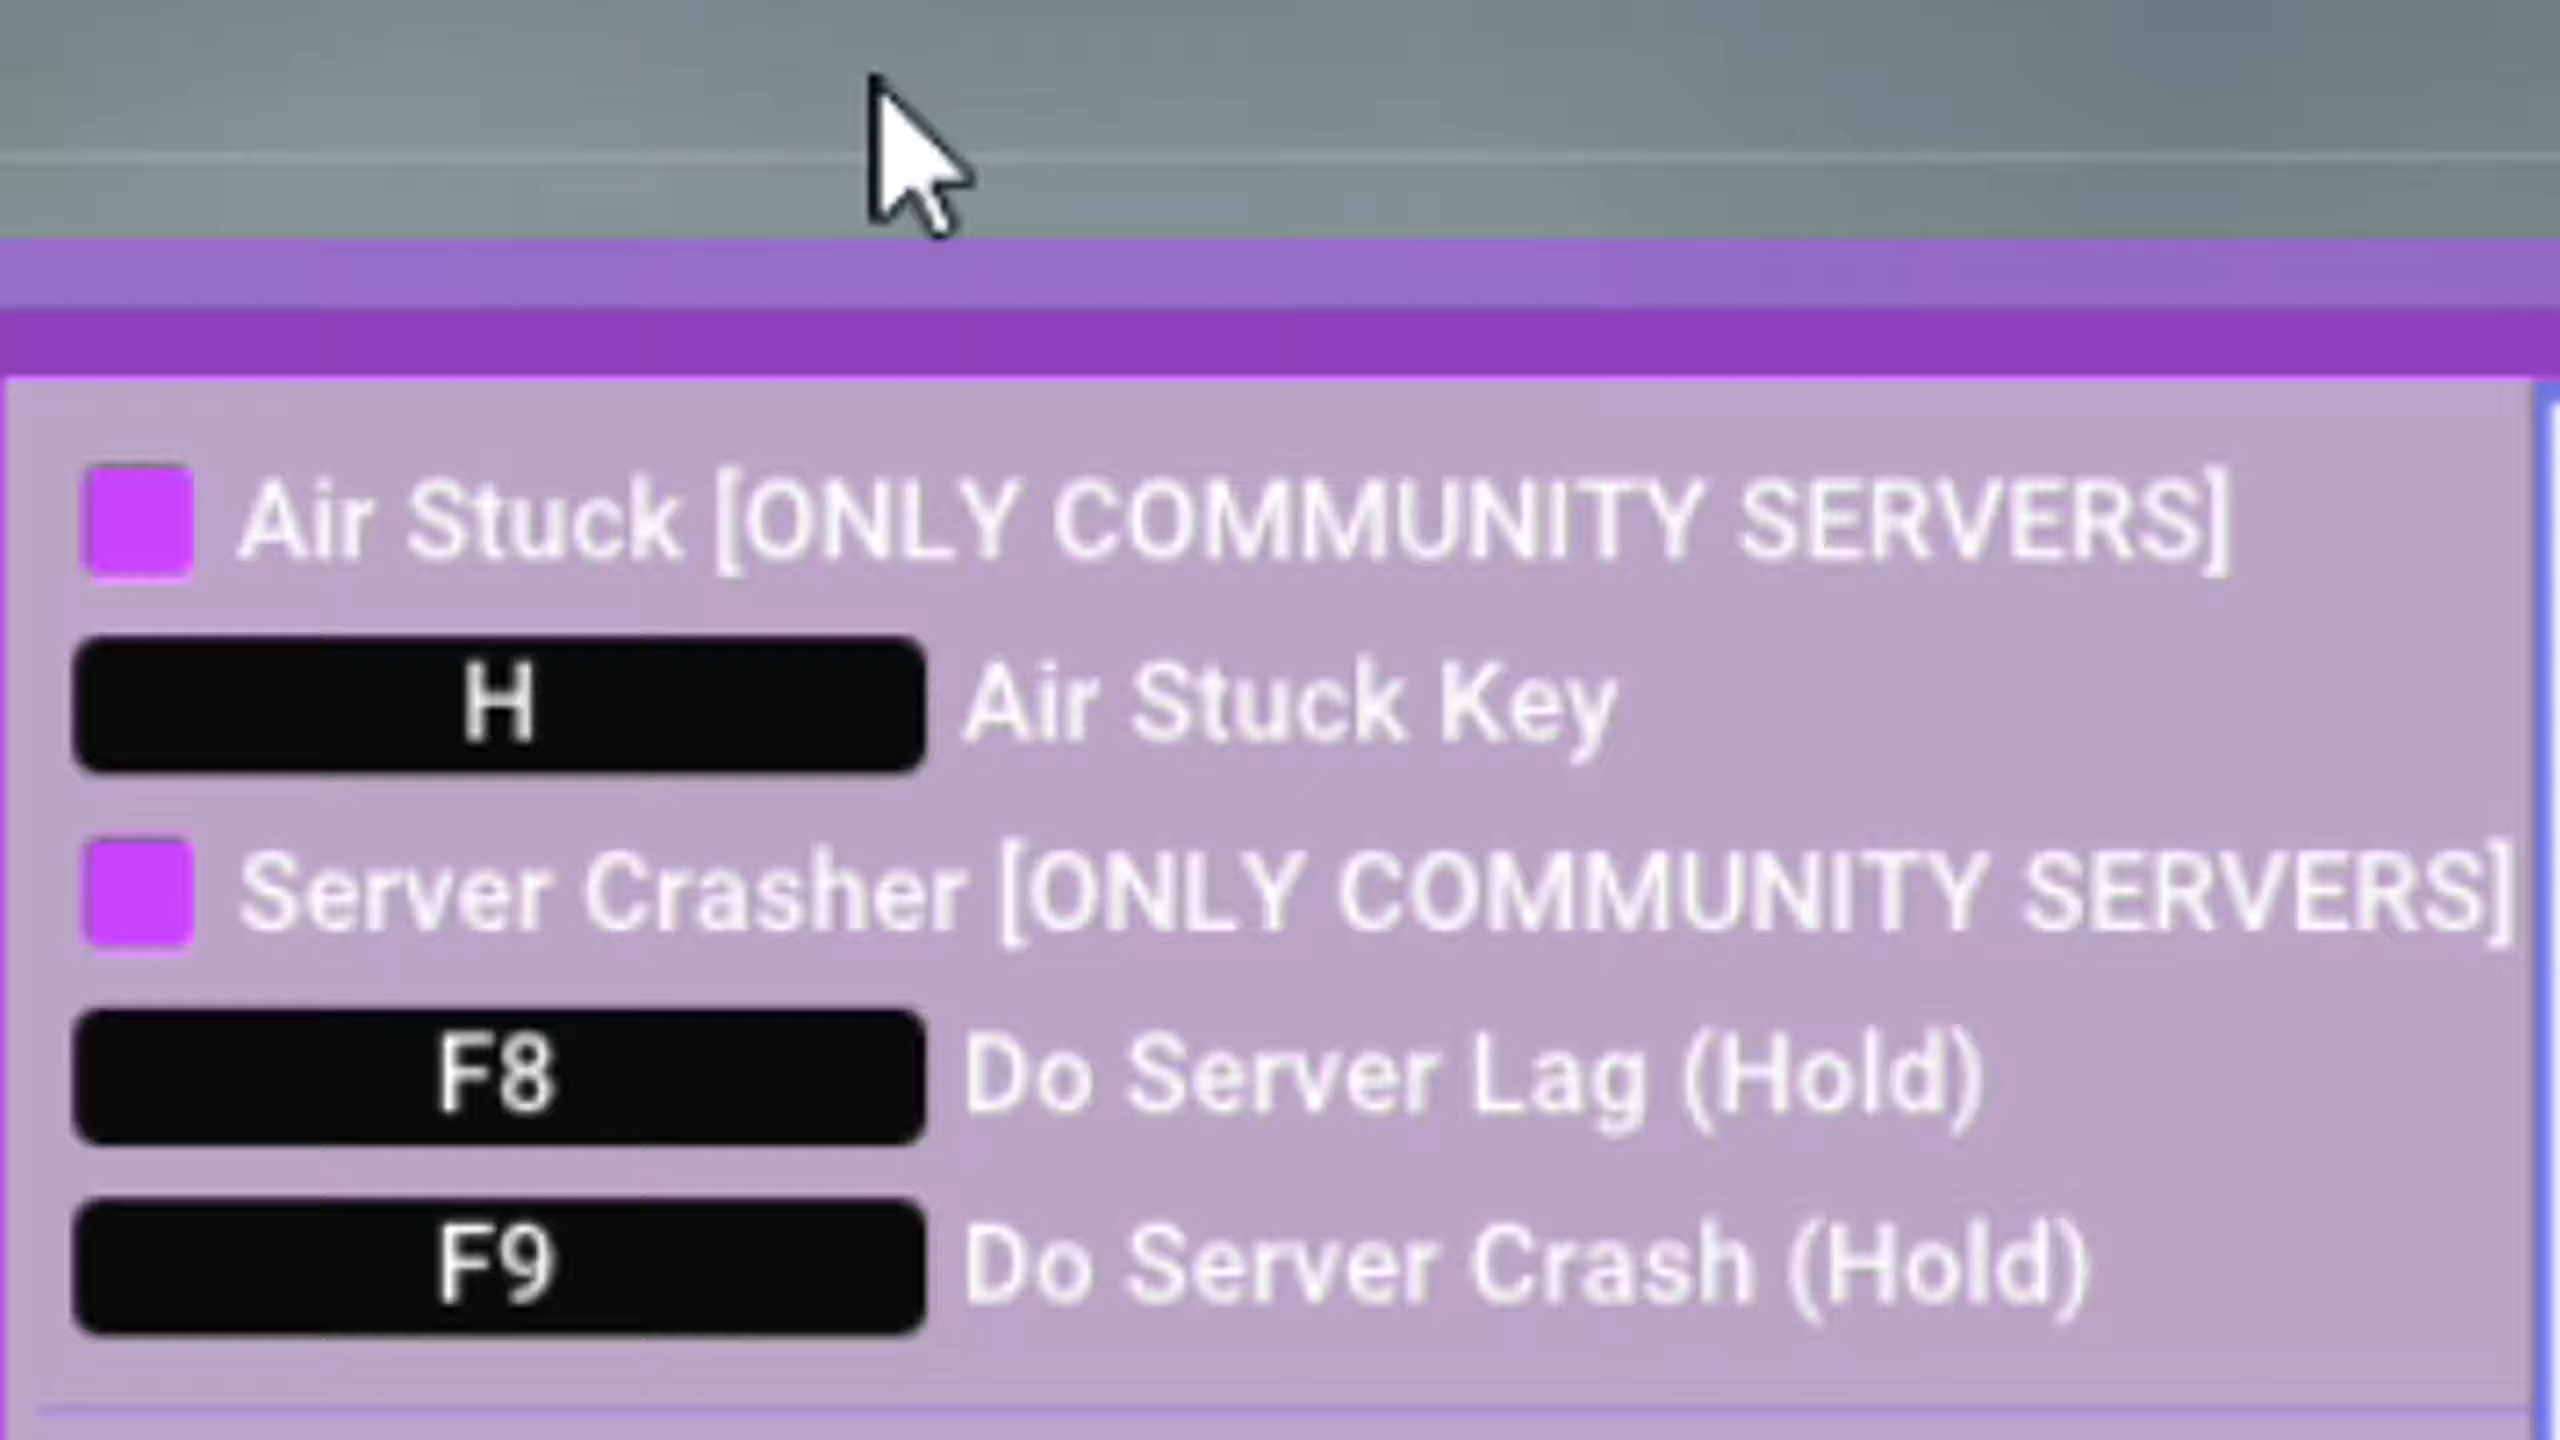 Air Stuck [ONLY COMMUNITY SERVERS]
H Air Stuck Key
Server Crasher [ONLY COMMUNITY SERVERS]
F8 Do Server Lag (Hold)
F9 Do Server Crash (Hold)